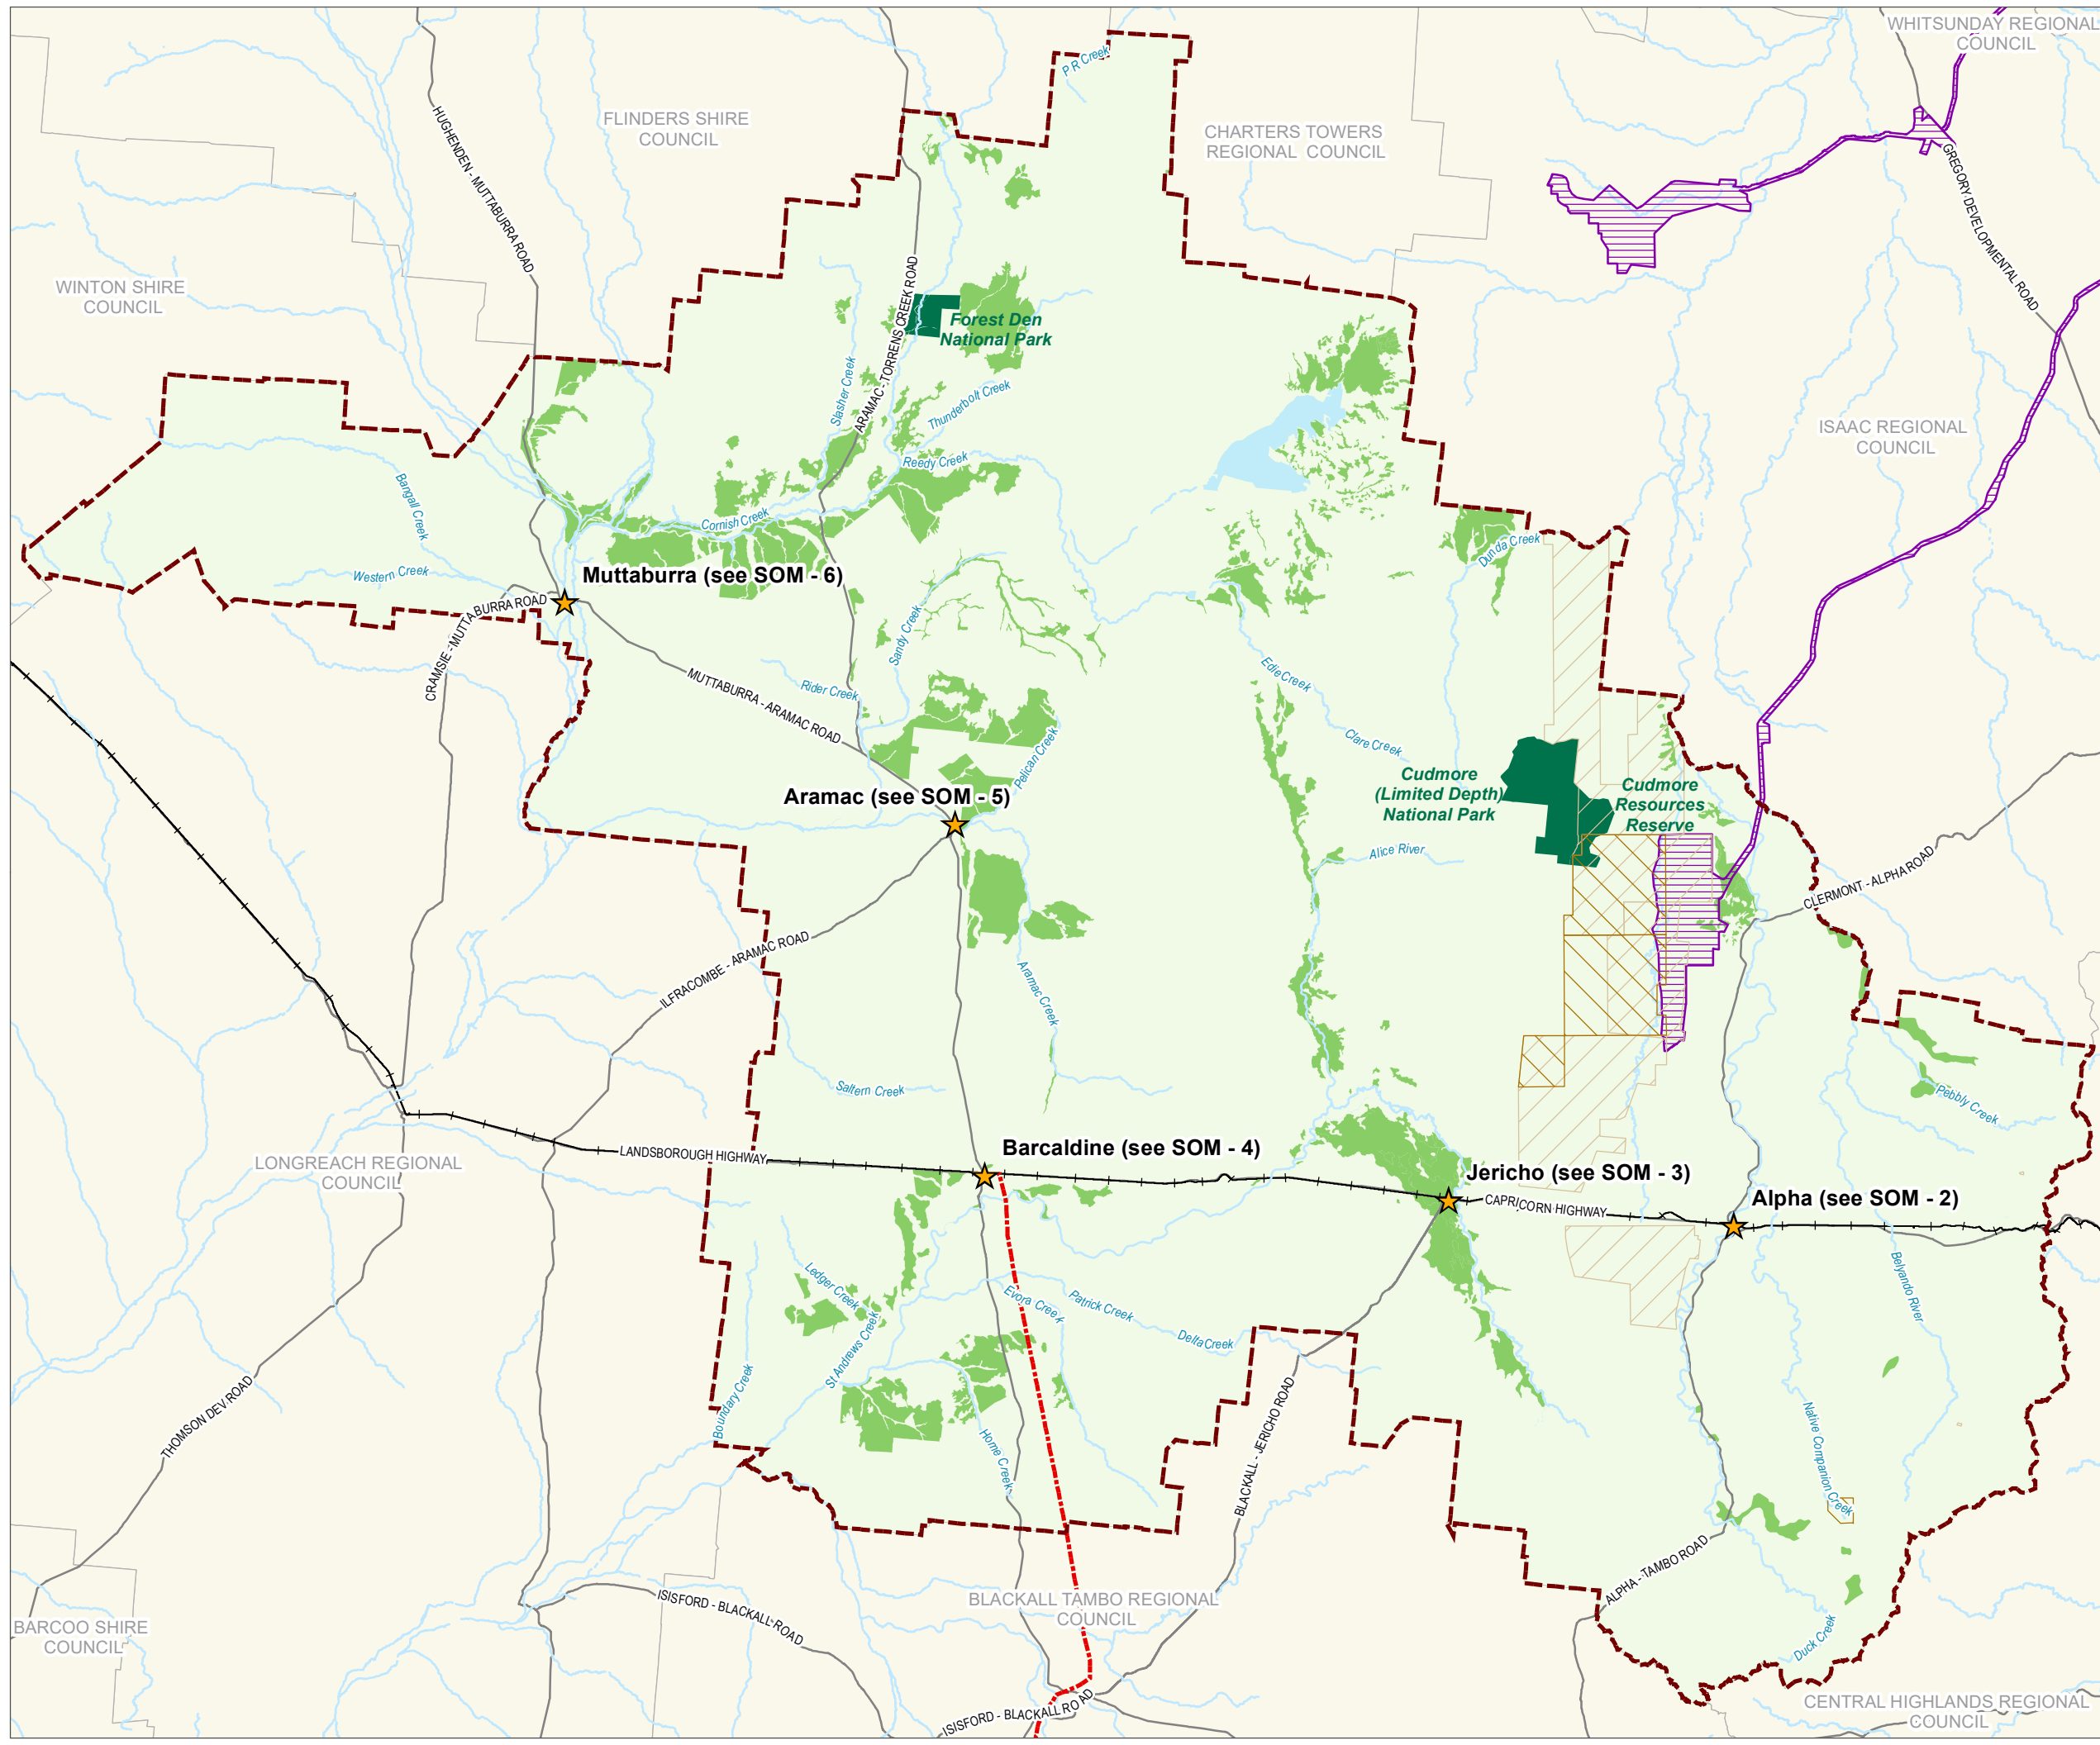 WHITSUNDAY REGIONAL
COUNCIL
P R Creek
FLINDERS SHIRE
COUNCIL
CHARTERS TOWERS
REGIONAL COUNCIL
HUGHENDEN - MUTTABURRA ROAD
GREGORY DEVELOPMENTAL ROAD
WINTON SHIRE
COUNCIL
ARAMAC - TORRENS CREEK ROAD
Forest Den
National Park
Slasher Creek
Thunderbolt Creek
ISAAC REGIONAL
COUNCIL
Reedy Creek
Bangall Creek
Cornish Creek
Dunda Creek
Western Creek
Muttaburra (see SOM - 6)
CRAMSIE - MUTTABURRA ROAD
Sandy Creek
Edie Creek
Rider Creek
MUTTABURRA - ARAMAC ROAD
Clare Creek
Pelican Creek
Cudmore
(Limited Depth)
National Park
Cudmore
Resources
Reserve
Aramac (see SOM - 5)
Alice River
CLERMONT - ALPHA ROAD
ILFRACOMBE - ARAMAC ROAD
Aramac Creek
Saltern Creek
Pebbly Creek
Barcaldine (see SOM - 4)
LANDSBOROUGH HIGHWAY
LONGREACH REGIONAL
COUNCIL
Jericho (see SOM - 3)
CAPRICORN HIGHWAY
Alpha (see SOM - 2)
Ledger Creek
Evora Creek
Patrick Creek
Delta Creek
Belyando River
St Andrews Creek
Boundary Creek
THOMSON DEV ROAD
BLACKALL - JERICHO ROAD
Home Creek
Native Companion Creek
ALPHA - TAMBO ROAD
ISISFORD - BLACKALL ROAD
BLACKALL TAMBO REGIONAL
COUNCIL
BARCOO SHIRE
COUNCIL
Duck Creek
ISISFORD - BLACKALL RO AD
CENTRAL HIGHLANDS REGIONAL
COUNCIL